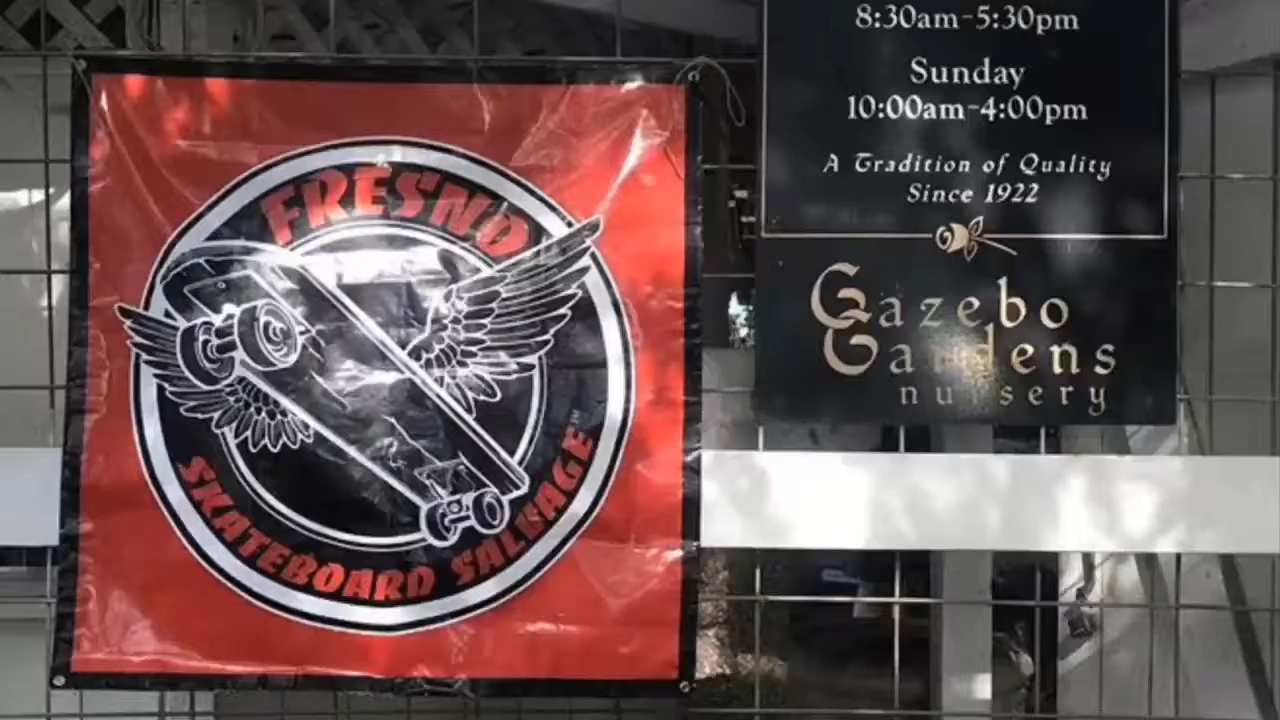 FRESNO
SKATEBOARD SALVAGE™
8:30am-5:30pm
Sunday
10:00am-4:00pm
A Tradition of Quality
Since 1922
Gazebo
Gardens
nursery